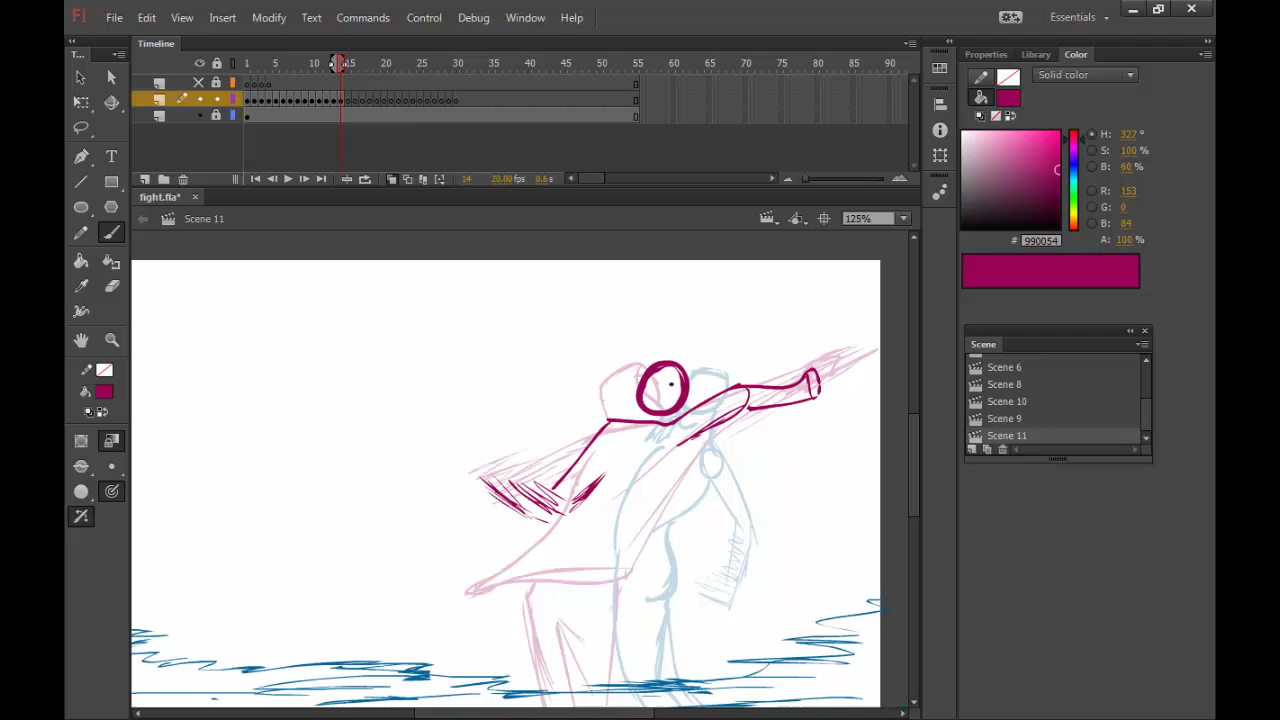 Fl File Edit View Insert Modify Text Commands Control Debug Window Help Essentials
T... Timeline Properties Library Color
1 5 10 15 20 25 30 35 40 45 50 55 60 65 70 75 80 85 90
Solid color
H: 327 °
S: 100 %
B: 60 %
14 20.00 fps 0.6 s
R: 153
fight.fla* G: 0
Scene 11 125% B: 84
# 990054 A: 100 %
Scene
Scene 6
Scene 8
Scene 10
Scene 9
Scene 11